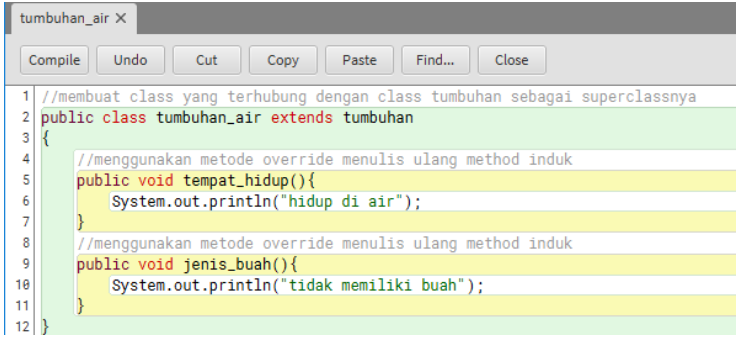 tumbuhan_air X
Compile Undo Cut Copy Paste Find... Close
1 //membuat class yang terhubung dengan class tumbuhan sebagai superclassnya
2 public class tumbuhan_air extends tumbuhan
3 {
4 //menggunakan metode override menulis ulang method induk
5 public void tempat_hidup(){
6 System.out.println("hidup di air");
7 }
8 //menggunakan metode override menulis ulang method induk
9 public void jenis_buah(){
10 System.out.println("tidak memiliki buah");
11 }
12 }